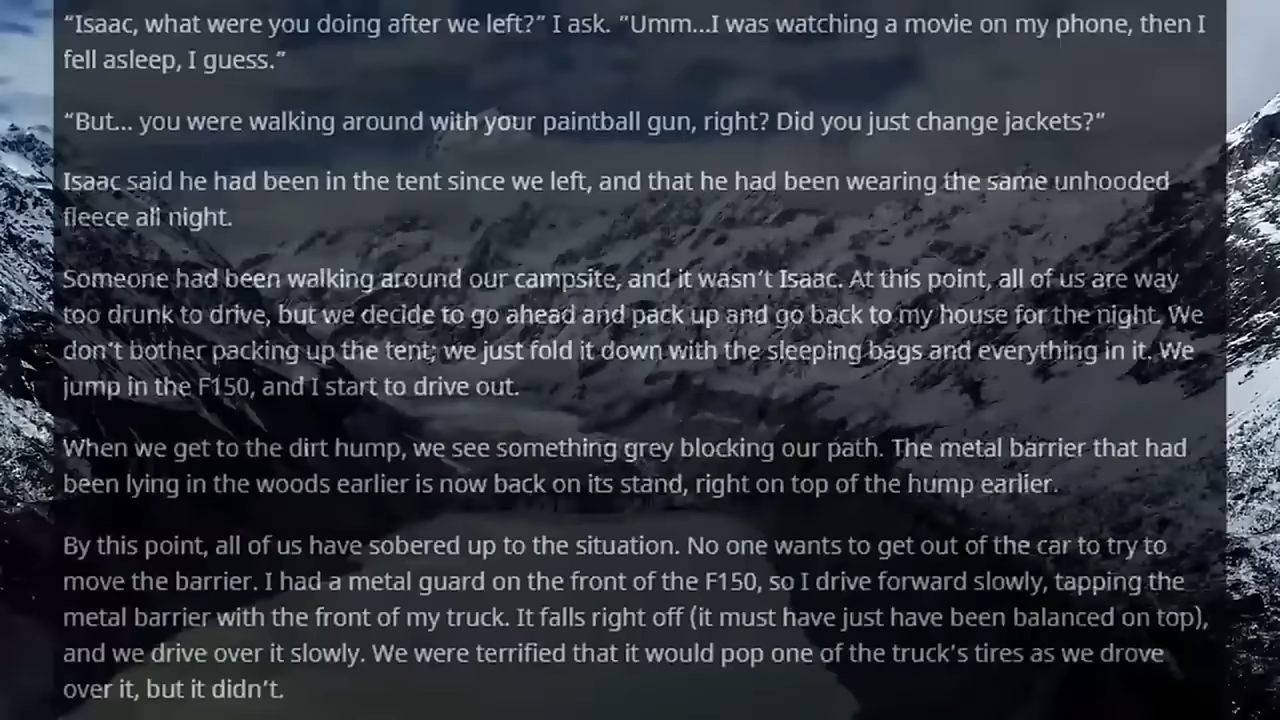 “Isaac, what were you doing after we left?” I ask. “Umm...I was watching a movie on my phone, then I
fell asleep, I guess.”
“But... you were walking around with your paintball gun, right? Did you just change jackets?”
Isaac said he had been in the tent since we left, and that he had been wearing the same unhooded
fleece all night.
Someone had been walking around our campsite, and it wasn’t Isaac. At this point, all of us are way
too drunk to drive, but we decide to go ahead and pack up and go back to my house for the night. We
don’t bother packing up the tent; we just fold it down with the sleeping bags and everything in it. We
jump in the F150, and I start to drive out.
When we get to the dirt hump, we see something grey blocking our path. The metal barrier that had
been lying in the woods earlier is now back on its stand, right on top of the hump earlier.
By this point, all of us have sobered up to the situation. No one wants to get out of the car to try to
move the barrier. I had a metal guard on the front of the F150, so I drive forward slowly, tapping the
metal barrier with the front of my truck. It falls right off (it must have just have been balanced on top),
and we drive over it slowly. We were terrified that it would pop one of the truck’s tires as we drove
over it, but it didn’t.